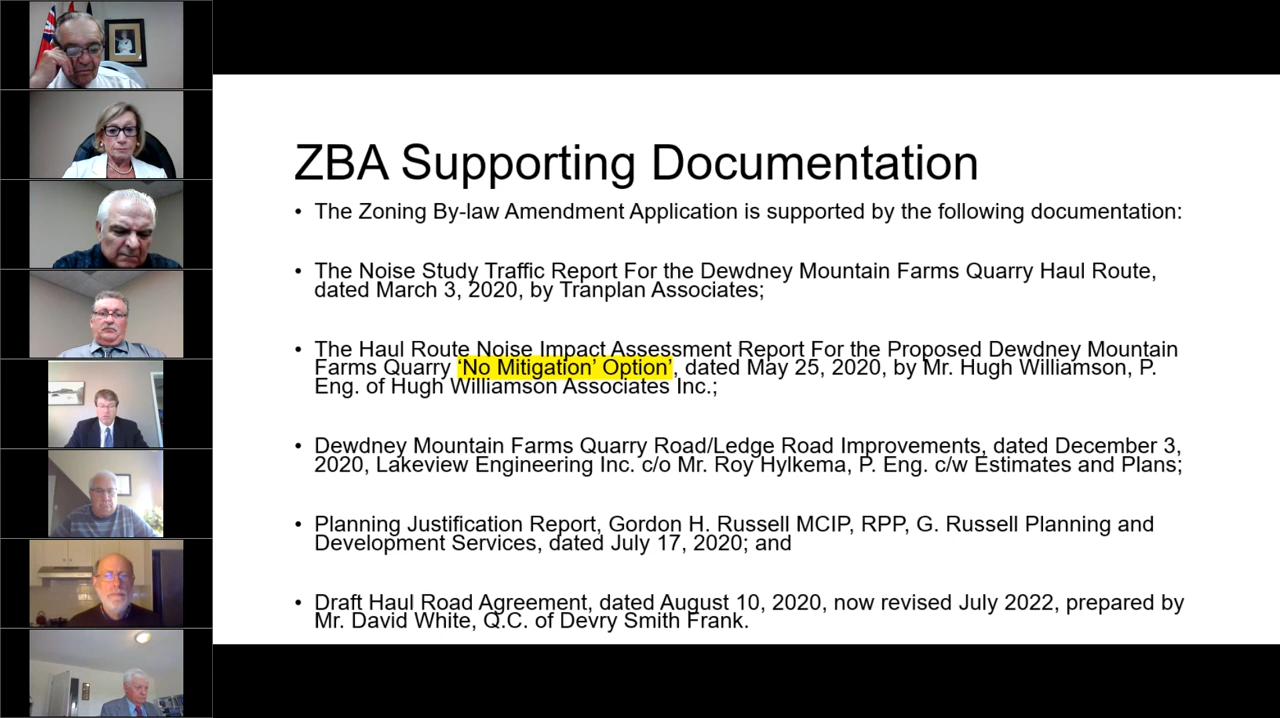 ZBA Supporting Documentation
• The Zoning By-law Amendment Application is supported by the following documentation:
• The Noise Study Traffic Report For the Dewdney Mountain Farms Quarry Haul Route,
dated March 3, 2020, by Tranplan Associates;
• The Haul Route Noise Impact Assessment Report For the Proposed Dewdney Mountain
Farms Quarry ‘No Mitigation’ Option’, dated May 25, 2020, by Mr. Hugh Williamson, P.
Eng. of Hugh Williamson Associates Inc.;
• Dewdney Mountain Farms Quarry Road/Ledge Road Improvements, dated December 3,
2020, Lakeview Engineering Inc. c/o Mr. Roy Hylkema, P. Eng. c/w Estimates and Plans;
• Planning Justification Report, Gordon H. Russell MCIP, RPP, G. Russell Planning and
Development Services, dated July 17, 2020; and
• Draft Haul Road Agreement, dated August 10, 2020, now revised July 2022, prepared by
Mr. David White, Q.C. of Devry Smith Frank.